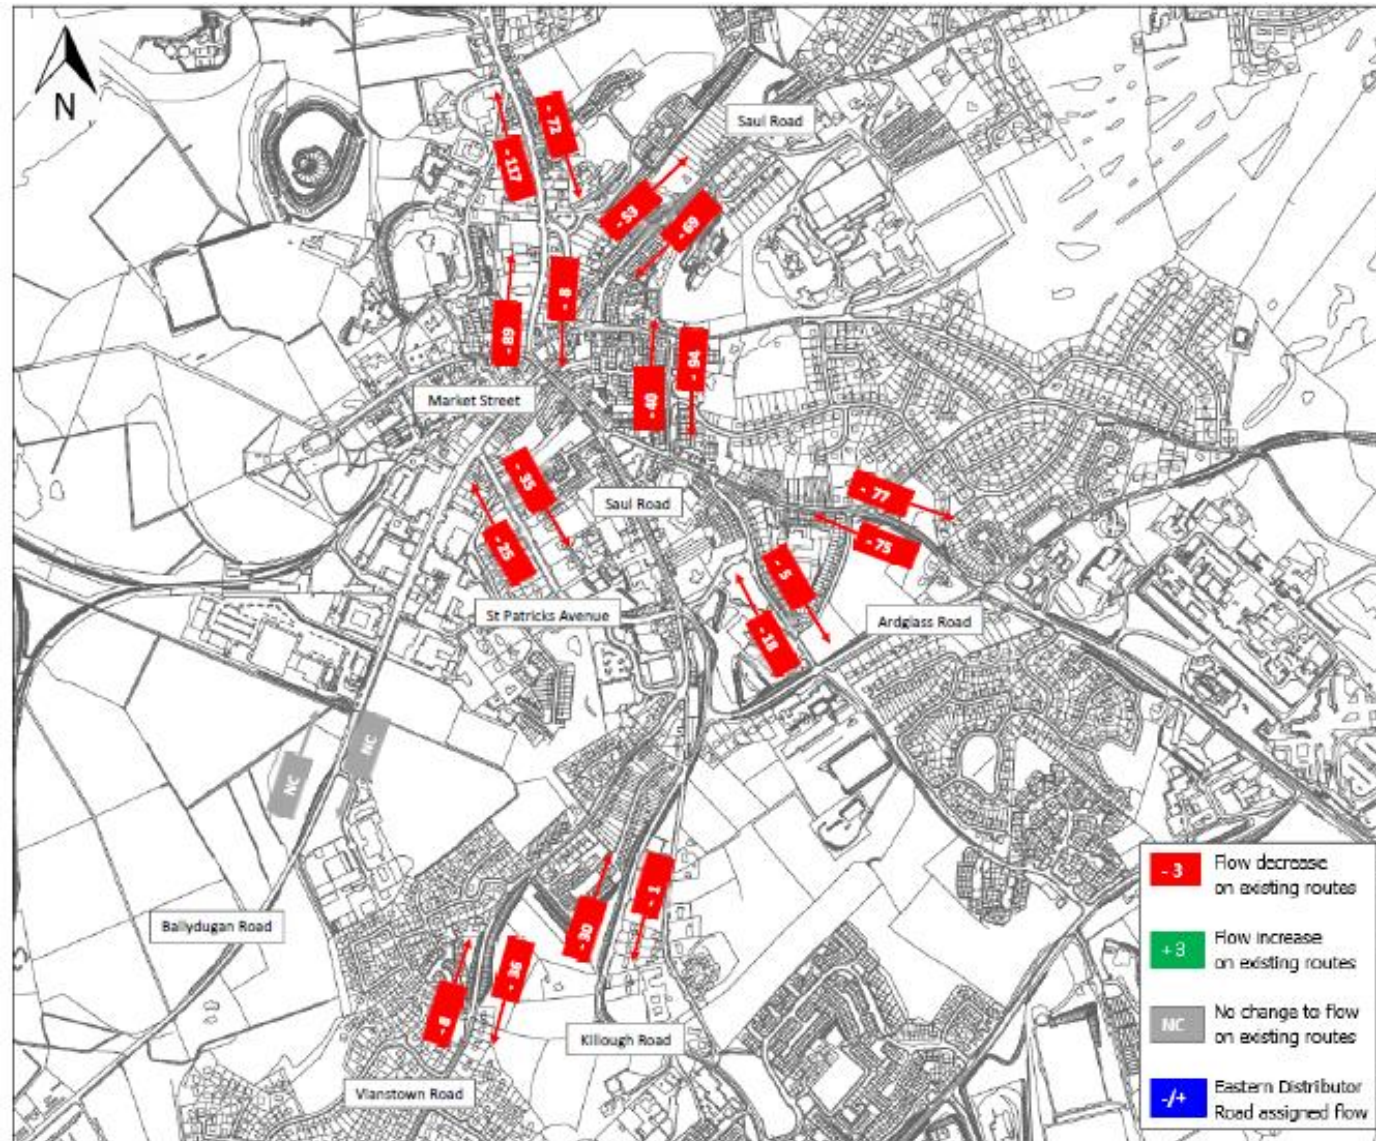 N
- 72
- 117
Saul Road
- 53
- 69
- 8
- 89
- 94
- 40
Market Street
- 35
- 25
Saul Road
- 77
- 75
- 5
- 18
St Patricks Avenue
Ardglass Road
NC
NC
- 1
- 30
Ballydugan Road
- 36
- 8
Killough Road
Vianstown Road
- 3
Flow decrease
on existing routes
+ 3
Flow increase
on existing routes
NC
No change to flow
on existing routes
-/+
Eastern Distributor
Road assigned flow